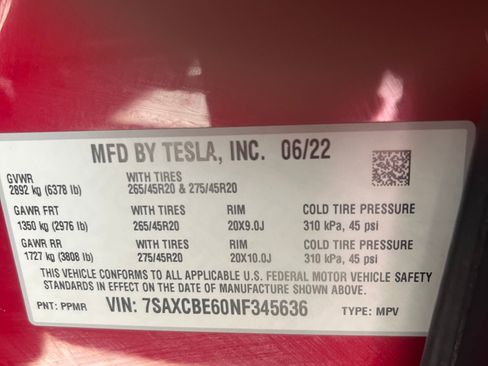 MFD BY TESLA, INC. 06/22
GVWR WITH TIRES
2892 kg (6378 lb) 265/45R20 & 275/45R20
GAWR FRT WITH TIRES RIM COLD TIRE PRESSURE
1350 kg (2976 lb) 265/45R20 20X9.0J 310 kPa, 45 psi
GAWR RR WITH TIRES RIM COLD TIRE PRESSURE
1727 kg (3808 lb) 275/45R20 20X10.0J 310 kPa, 45 psi
THIS VEHICLE CONFORMS TO ALL APPLICABLE U.S. FEDERAL MOTOR VEHICLE SAFETY
STANDARDS IN EFFECT ON THE DATE OF MANUFACTURE SHOWN ABOVE.
PNT: PPMR VIN: 7SAXCBE60NF345636 TYPE: MPV